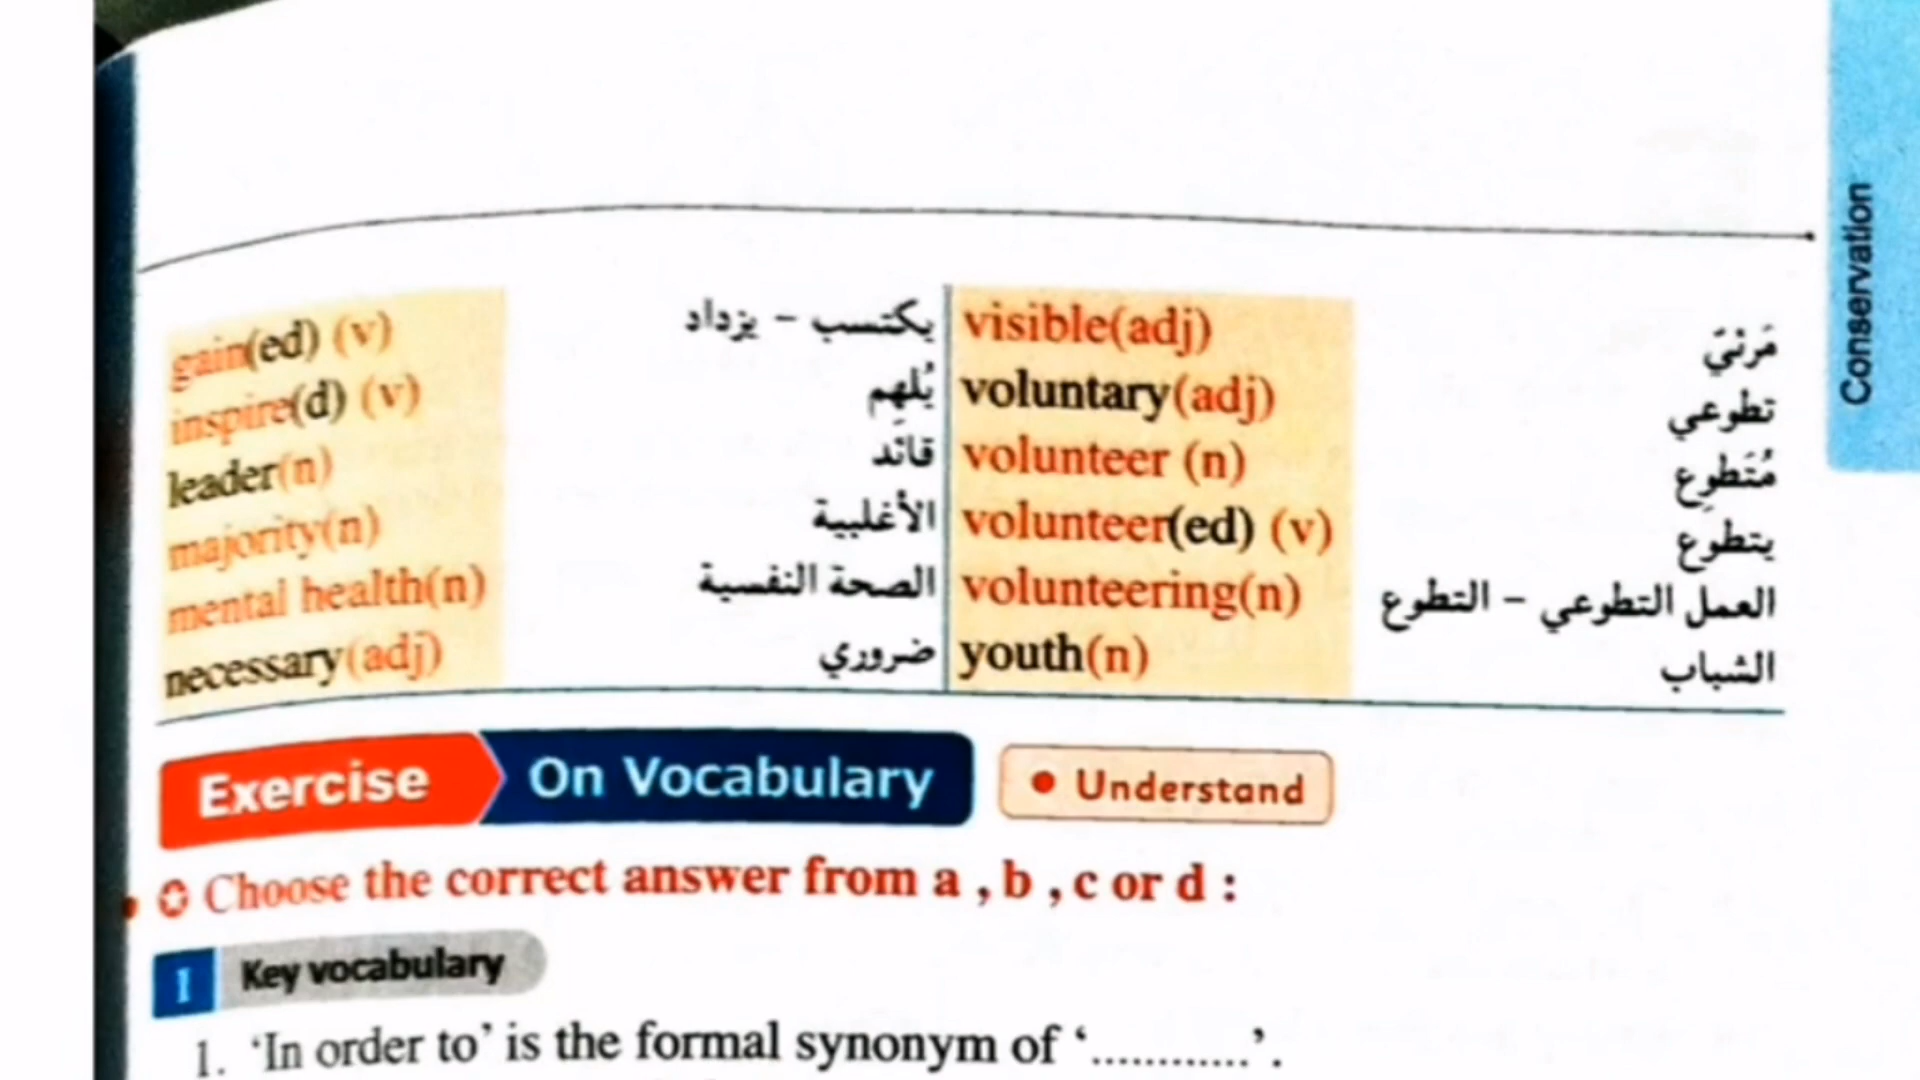 Conservation
gain(ed) (v) يكتسب - يزداد visible(adj) مَرئيّ
inspire(d) (v) يُلهِم voluntary(adj) تطوعي
leader(n) قائد volunteer (n) مُتَطوِع
majority(n) الأغلبية volunteer(ed) (v) يتطوع
mental health(n) الصحة النفسية volunteering(n) العمل التطوعي - التطوع
necessary(adj) ضروري youth(n) الشباب
Exercise On Vocabulary • Understand
✪ Choose the correct answer from a , b , c or d :
1 Key vocabulary
1. ‘In order to’ is the formal synonym of ‘............’.